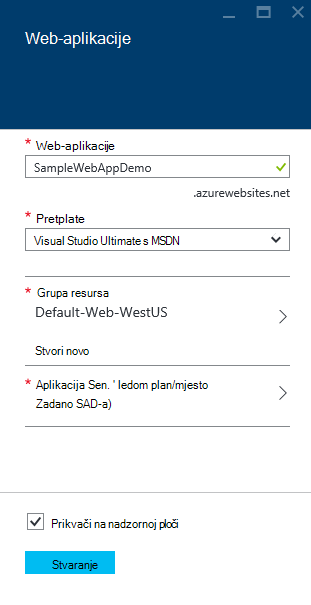 Web-aplikacije
* Web-aplikacije
SampleWebAppDemo
.azurewebsites.net
* Pretplate
Visual Studio Ultimate s MSDN
* Grupa resursa
Default-Web-WestUS
Stvori novo
* Aplikacija Sen. ' ledom plan/mjesto
Zadano SAD-a)
Prikvači na nadzornoj ploči
Stvaranje